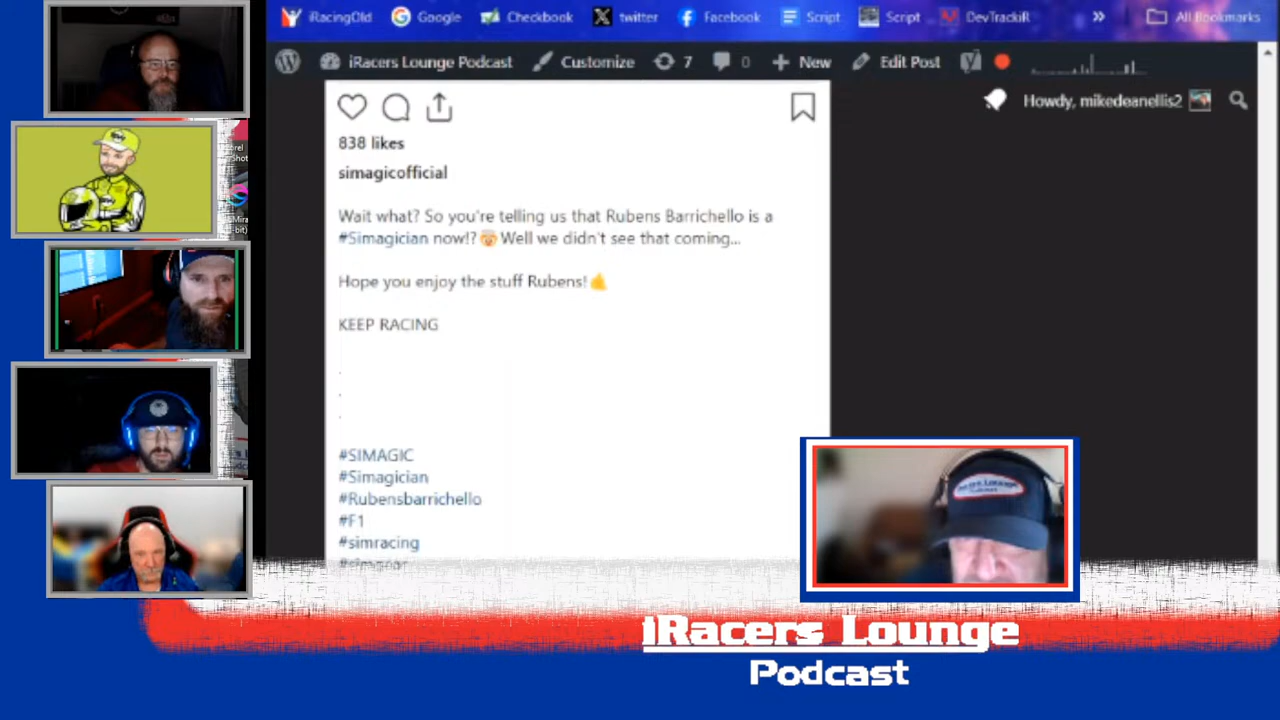 iRacingOld Google Checkbook twitter Facebook Script Script DevTrackiR » All Bookmarks
iRacers Lounge Podcast Customize 7 0 New Edit Post
Howdy, mikedeanellis2
838 likes
simagicofficial
Wait what? So you're telling us that Rubens Barrichello is a
#Simagician now!?🤯Well we didn't see that coming...
Hope you enjoy the stuff Rubens!🤙
KEEP RACING
.
.
.
#SIMAGIC
#Simagician
#Rubensbarrichello
#F1
#simracing
#simgear
iRacers Lounge
Podcast